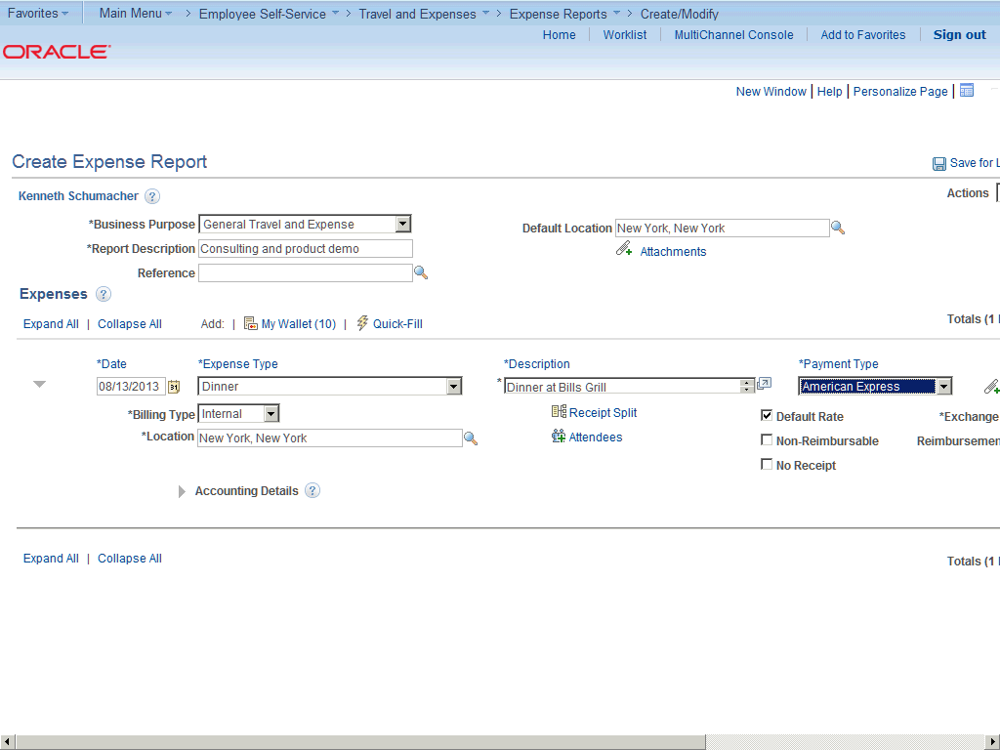 Favorites Main Menu > Employee Self-Service > Travel and Expenses > Expense Reports > Create/Modify
Home Worklist MultiChannel Console Add to Favorites Sign out
ORACLE
New Window | Help | Personalize Page |
Create Expense Report
Save for L
Kenneth Schumacher ?
Actions
*Business Purpose General Travel and Expense
Default Location New York, New York
*Report Description Consulting and product demo
Attachments
Reference
Expenses ?
Expand All | Collapse All Add: | My Wallet (10) | Quick-Fill
Totals (1
*Date *Expense Type *Description *Payment Type
08/13/2013 Dinner * Dinner at Bills Grill American Express
*Billing Type Internal Receipt Split Default Rate *Exchange
*Location New York, New York Attendees Non-Reimbursable Reimbursemen
No Receipt
Accounting Details ?
Expand All | Collapse All
Totals (1